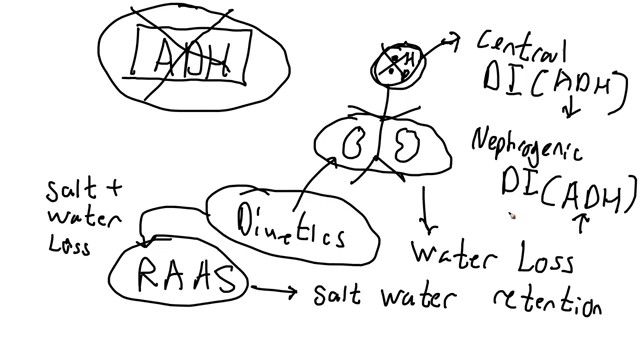 ADH
Central
DI(ADH)
Nephrogenic
DI(ADH)
salt +
water
Loss
Diuretics
water Loss
RAAS
salt water retention